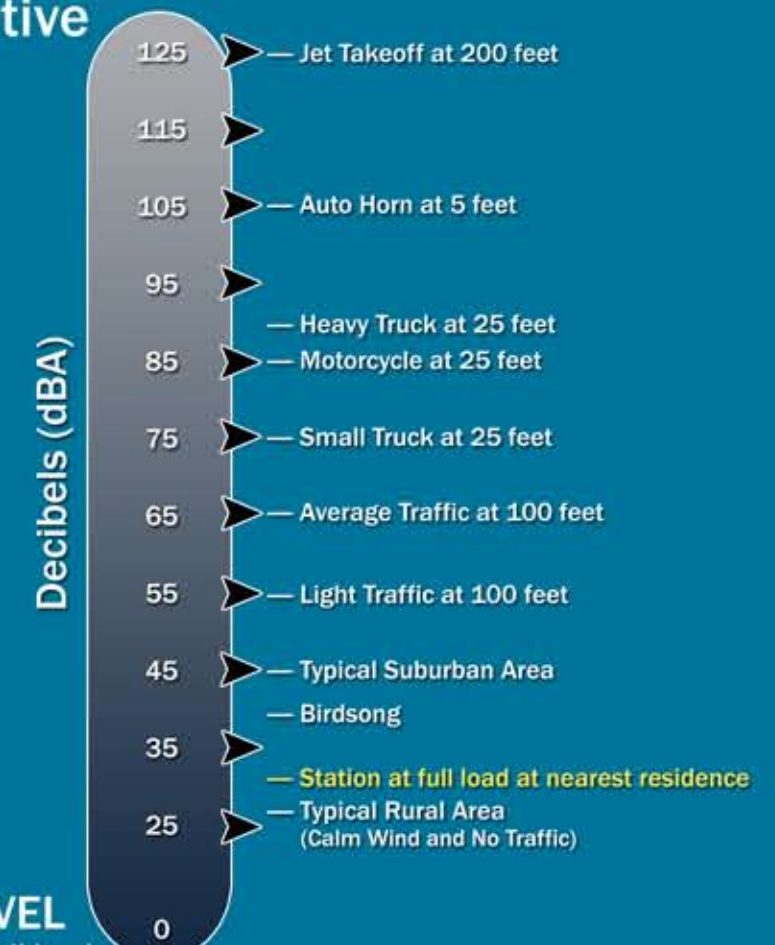 125
— Jet Takeoff at 200 feet
115
105
— Auto Horn at 5 feet
95
— Heavy Truck at 25 feet
85
— Motorcycle at 25 feet
75
— Small Truck at 25 feet
65
— Average Traffic at 100 feet
55
— Light Traffic at 100 feet
45
— Typical Suburban Area
— Birdsong
35
— Station at full load at nearest residence
— Typical Rural Area
25
(Calm Wind and No Traffic)
0
Decibels (dBA)